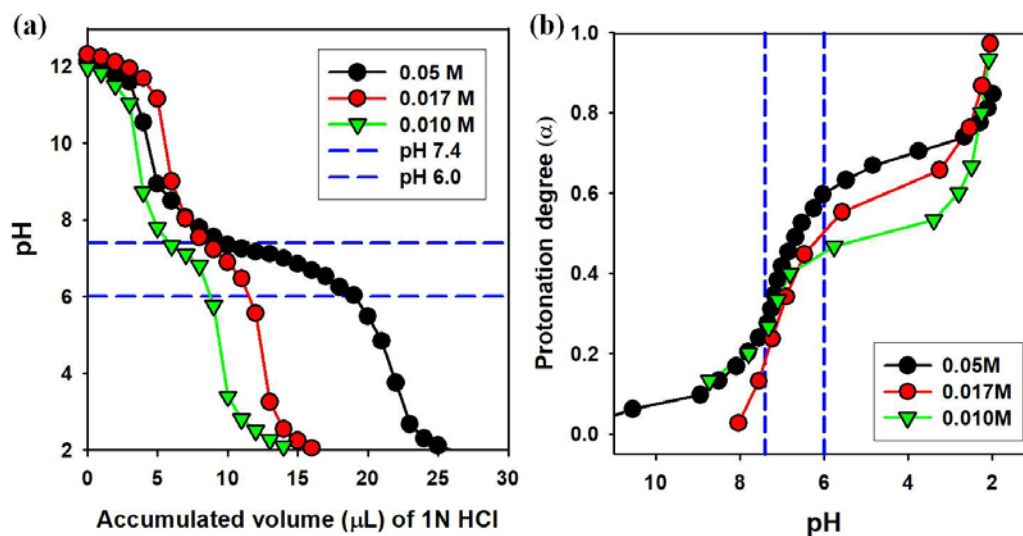 (a)
12
10
8
6
4
2
pH
0.05 M
0.017 M
0.010 M
pH 7.4
pH 6.0
0 5 10 15 20 25 30
Accumulated volume (μL) of 1N HCl
(b)
1.0
0.8
0.6
0.4
0.2
0.0
Protonation degree (α)
0.05M
0.017M
0.010M
10 8 6 4 2
pH